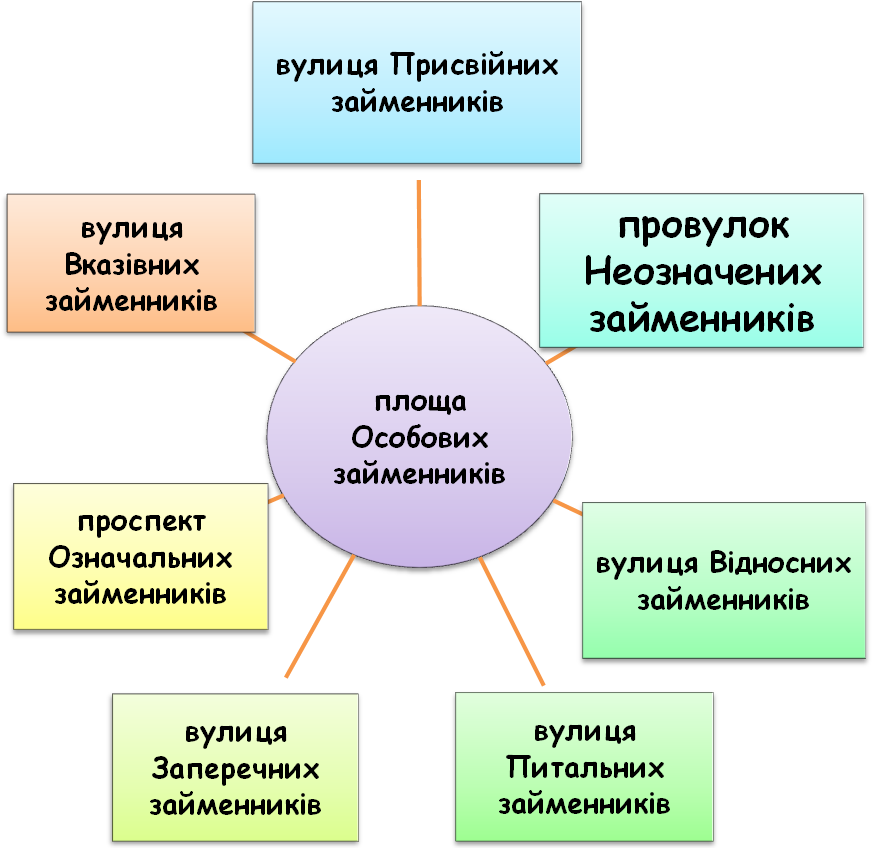 вулиця Присвійних
займенників
вулиця
Вказівних
займенників
провулок
Неозначених
займенників
площа
Особових
займенників
проспект
Означальних
займенників
вулиця Відносних
займенників
вулиця
Заперечних
займенників
вулиця
Питальних
займенників